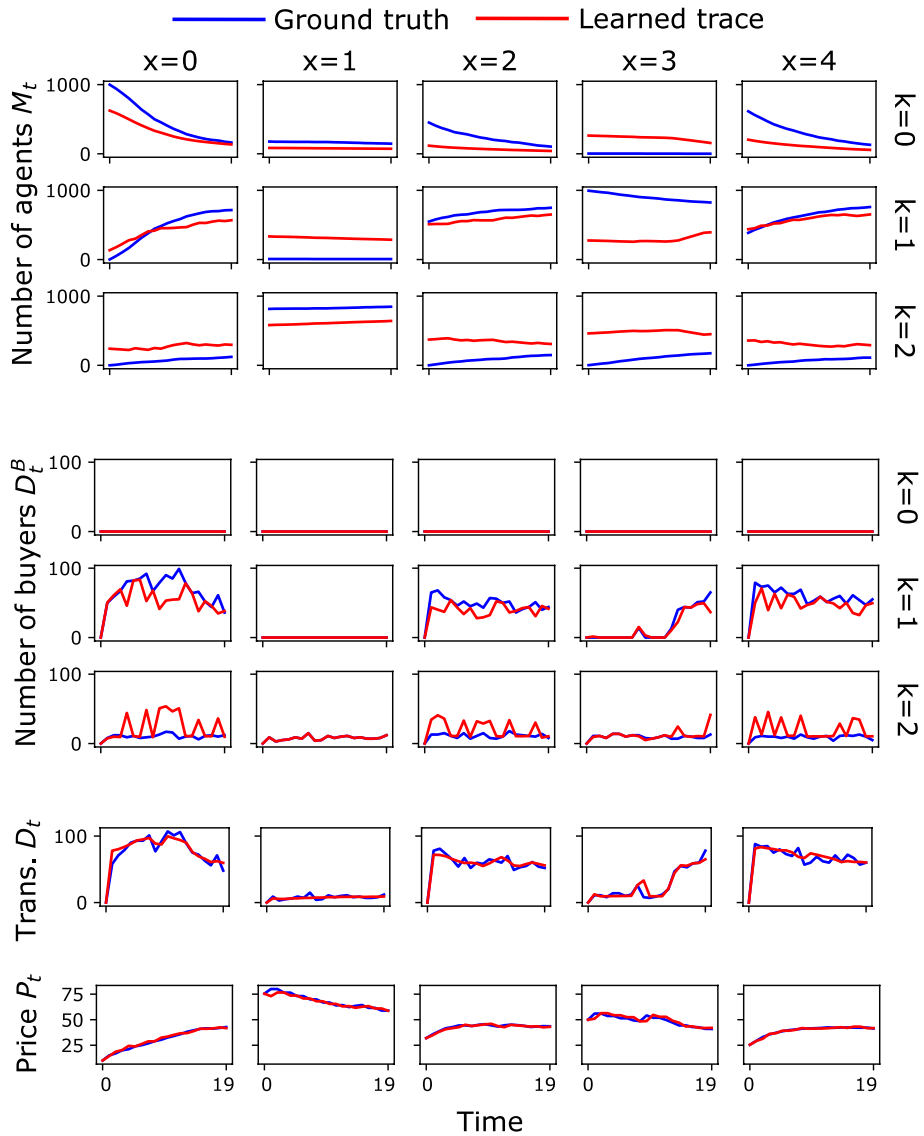 Ground truth Learned trace
x=0 x=1 x=2 x=3 x=4
Number of agents M_t
1000
0
k=0
1000
0
k=1
1000
0
k=2
Number of buyers D_t^B
100
0
k=0
100
0
k=1
100
0
k=2
Trans. D_t
100
0
Price P_t
75
50
25
0 19 0 19 0 19 0 19 0 19
Time